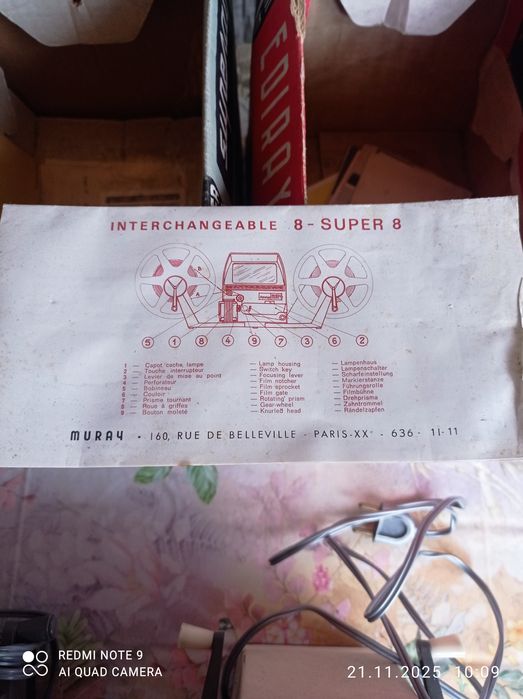 EDIRAY
INTERCHANGEABLE 8 - SUPER 8
A
5 1 8 4 9 7 3 6 2
1 — Capot cache, lampe — Lamp housing — Lampenhaus
2 — Touche interrupteur — Switch key — Lampenschalter
3 — Levier de mise au point — Focusing lever — Scharfeinstellung
4 — Perforateur — Film notcher — Markierstanze
5 — Bobineau — Film sprocket — Führungsrolle
6 — Couloir — Film gate — Filmbühne
7 — Prisme tournant — Rotating prism — Drehprisma
8 — Roue à griffes — Gear-wheel — Zahntrommel
9 — Bouton moleté — Knurled head — Rändelzapfen
MURAY • 160, RUE DE BELLEVILLE - PARIS-XXe - 636 - 11-11
REDMI NOTE 9
AI QUAD CAMERA
21.11.2025 10:09